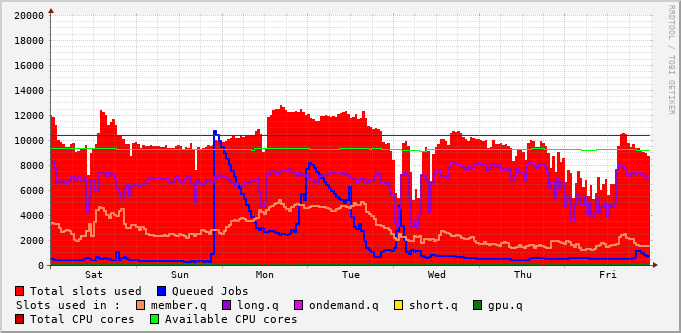 RRDTOOL / TOBI OETIKER
20000
18000
16000
14000
12000
10000
8000
6000
4000
2000
0
Sat Sun Mon Tue Wed Thu Fri
Total slots used Queued Jobs
Slots used in : member.q long.q ondemand.q short.q gpu.q
Total CPU cores Available CPU cores